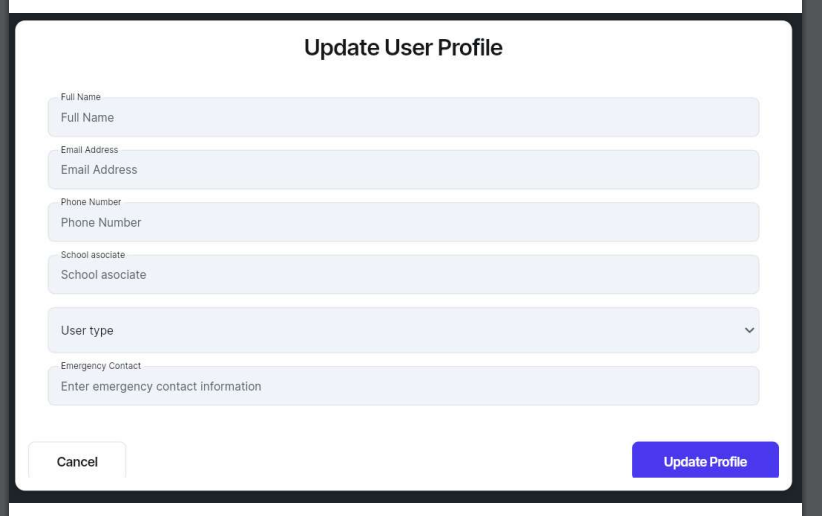 Update User Profile
Full Name
Full Name
Email Address
Email Address
Phone Number
Phone Number
School asociate
School asociate
User type
Emergency Contact
Enter emergency contact information
Cancel
Update Profile